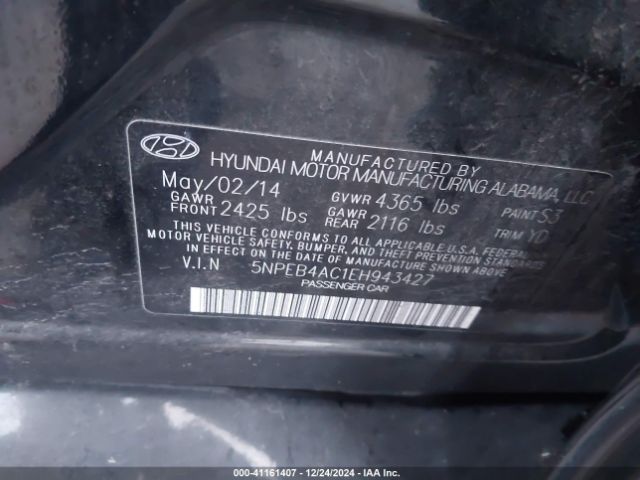 MANUFACTURED BY
HYUNDAI MOTOR MANUFACTURING ALABAMA, LLC
May/02/14 GVWR 4365 lbs PAINT S3
GAWR FRONT 2425 lbs GAWR REAR 2116 lbs TRIM YD
THIS VEHICLE CONFORMS TO ALL APPLICABLE U.S.A. FEDERAL
MOTOR VEHICLE SAFETY, BUMPER, AND THEFT PREVENTION
STANDARDS IN EFFECT ON THE DATE OF MANUFACTURE SHOWN ABOVE.
V.I.N 5NPEB4AC1EH943427
PASSENGER CAR
000-41161407 • 12/24/2024 • IAA Inc.